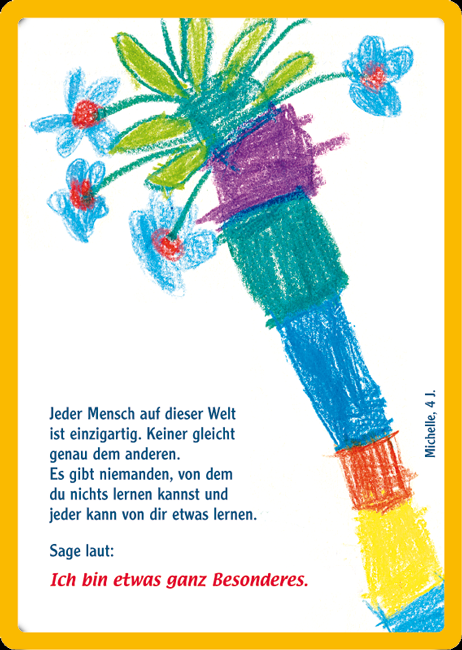 Jeder Mensch auf dieser Welt
ist einzigartig. Keiner gleicht
genau dem anderen.
Es gibt niemanden, von dem
du nichts lernen kannst und
jeder kann von dir etwas lernen.
Sage laut:
Ich bin etwas ganz Besonderes.
Michelle, 4 J.